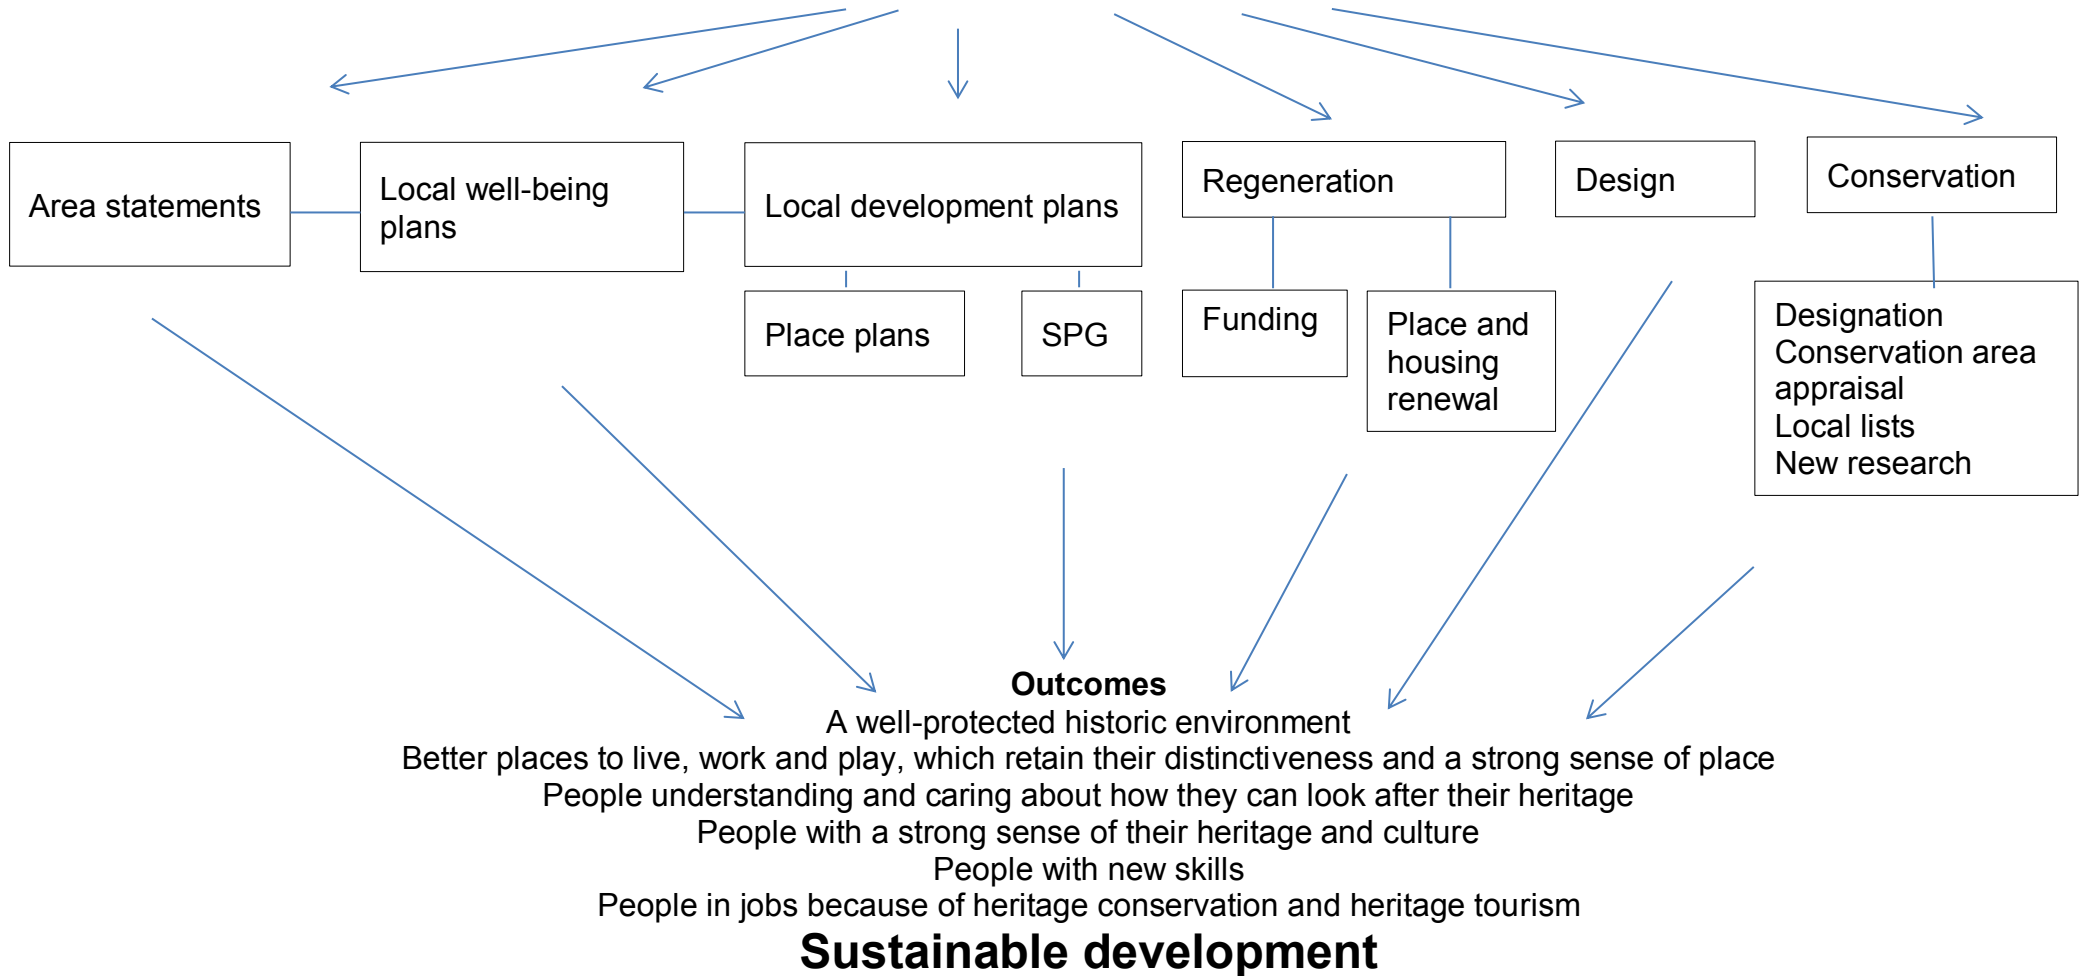 Area statements
Local well-being
plans
Local development plans
Regeneration
Design
Conservation
Place plans
SPG
Funding
Place and
housing
renewal
Designation
Conservation area
appraisal
Local lists
New research
Outcomes
A well-protected historic environment
Better places to live, work and play, which retain their distinctiveness and a strong sense of place
People understanding and caring about how they can look after their heritage
People with a strong sense of their heritage and culture
People with new skills
People in jobs because of heritage conservation and heritage tourism
Sustainable development